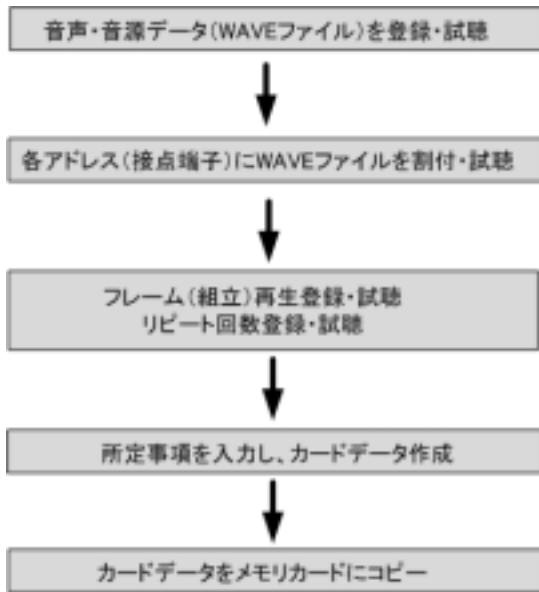 音声・音源データ(WAVEファイル)を登録・試聴
各アドレス(接点端子)にWAVEファイルを割付・試聴
フレーム(組立)再生登録・試聴
リピート回数登録・試聴
所定事項を入力し、カードデータ作成
カードデータをメモリカードにコピー